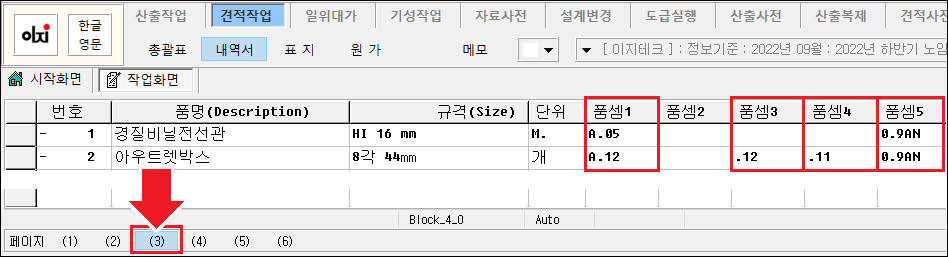 산출작업 견적작업 일위대가 기성작업 자료사전 설계변경 도급실행 산출사전 산출복제 견적사전
이지 한글 영문
총괄표 내역서 표 지 원 가 메모 [ 이지테크 ] : 정보기준 : 2022년 09월 : 2022년 하반기 노임
시작화면 작업화면
번호 품명(Description) 규격(Size) 단위 품셈1 품셈2 품셈3 품셈4 품셈5
- 1 경질비닐전선관 HI 16 mm M. A.05 0.9AN
- 2 아우트렛박스 8각 44mm 개 A.12 .12 .11 0.9AN
Block_4_0 Auto
페이지 (1) (2) (3) (4) (5) (6)